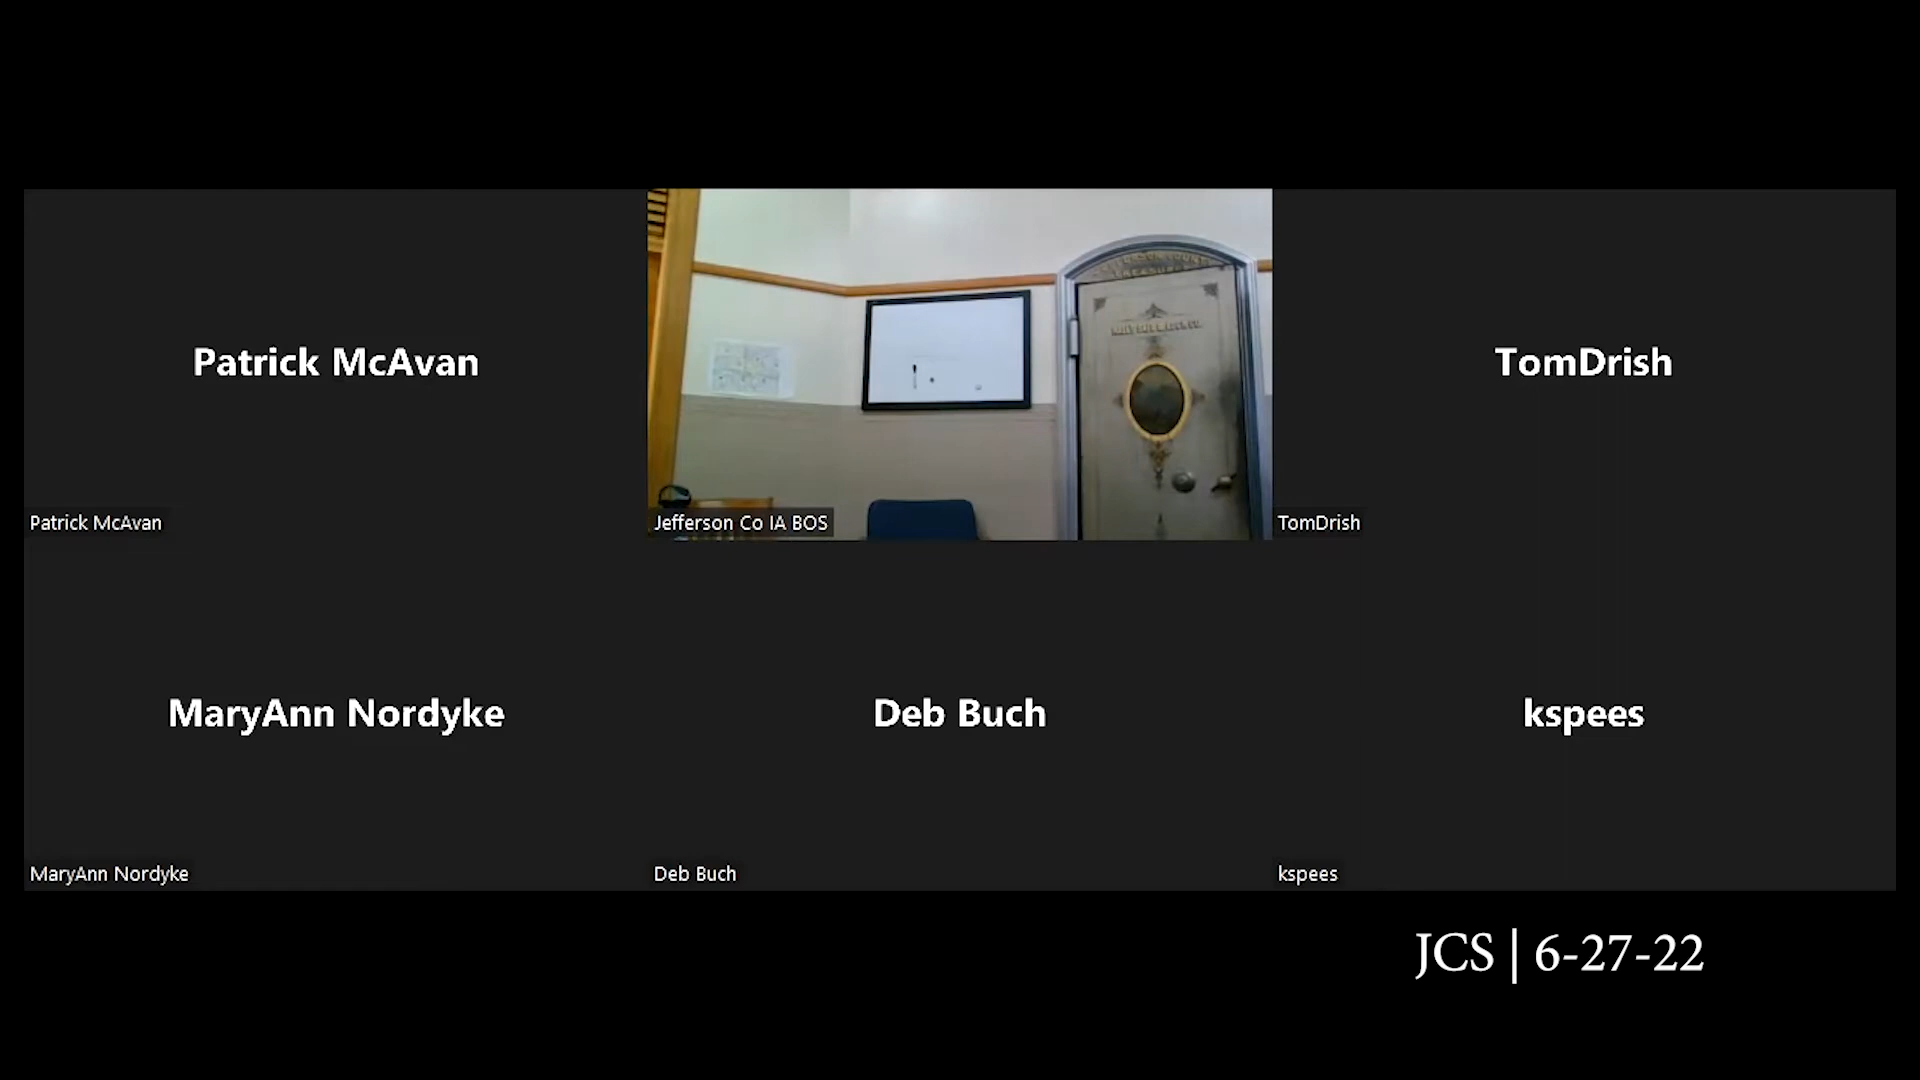 Patrick McAvan
Patrick McAvan
Jefferson Co IA BOS
TomDrish
TomDrish
MaryAnn Nordyke
MaryAnn Nordyke
Deb Buch
Deb Buch
kspees
kspees
JCS | 6-27-22